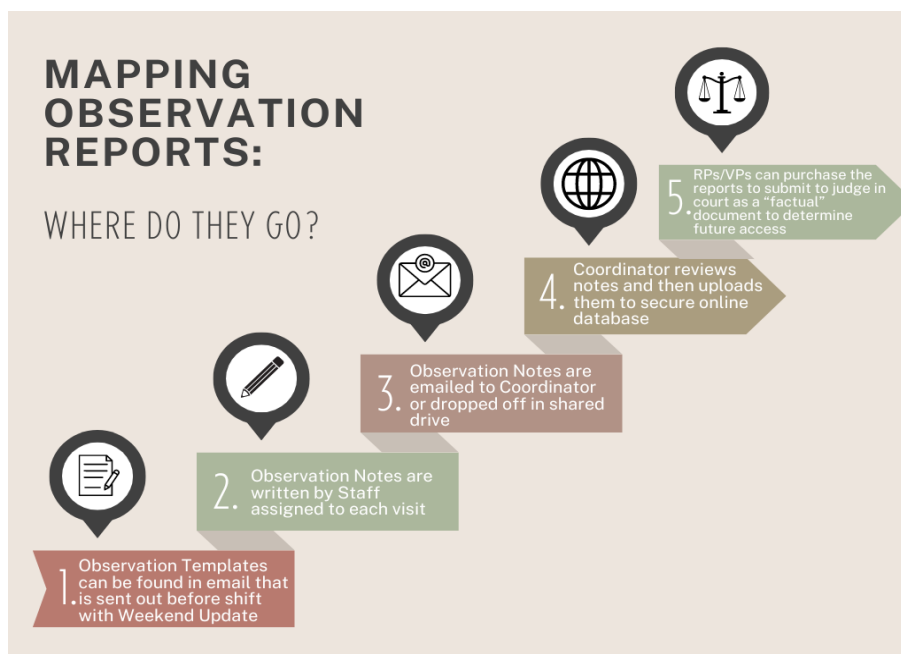 MAPPING
OBSERVATION
REPORTS:
WHERE DO THEY GO?
1.
Observation Templates
can be found in email that
is sent out before shift
with Weekend Update
2.
Observation Notes are
written by Staff
assigned to each visit
3.
Observation Notes are
emailed to Coordinator
or dropped off in shared
drive
@
4.
Coordinator reviews
notes and then uploads
them to secure online
database
5.
RPs/VPs can purchase the
reports to submit to judge in
court as a “factual”
document to determine
future access